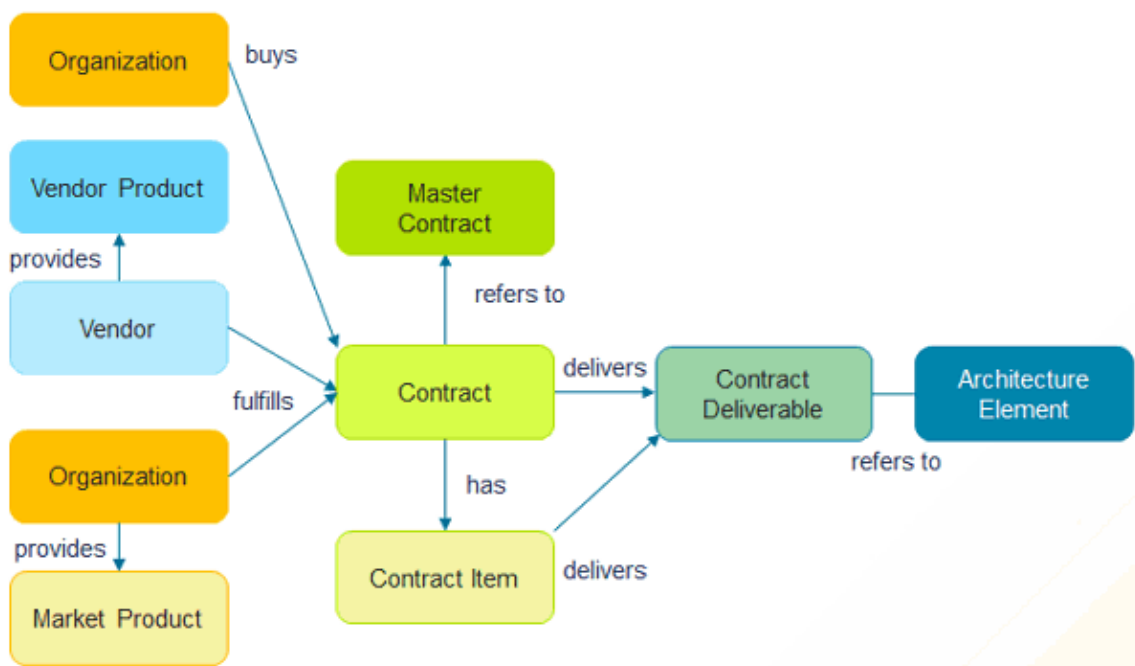 Organization
buys
Vendor Product
Master
Contract
provides
refers to
Vendor
delivers
Contract
Contract
Deliverable
Architecture
Element
fulfills
Organization
refers to
has
provides
Contract Item
delivers
Market Product